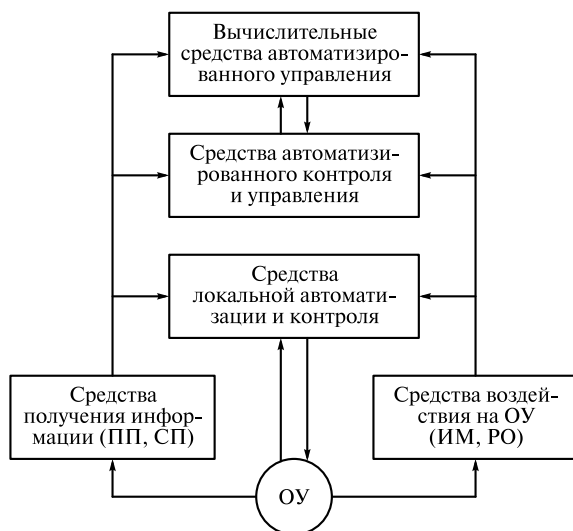 Вычислительные
средства автоматизиро-
ванного управления
Средства автоматизи-
рованного контроля
и управления
Средства
локальной автомати-
зации и контроля
Средства
получения инфор-
мации (ПП, СП)
Средства воздей-
ствия на ОУ
(ИМ, РО)
ОУ